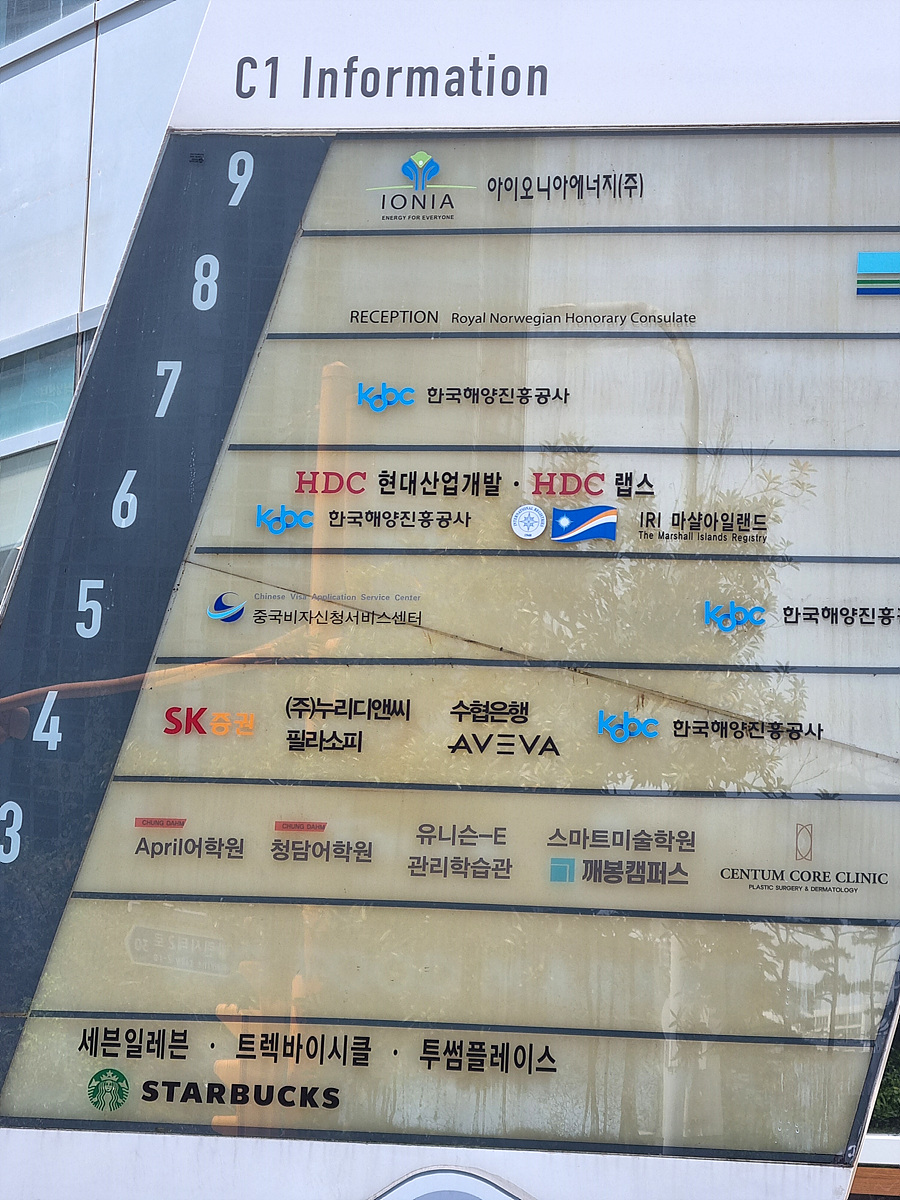 C1 Information
9
IONIA
ENERGY FOR EVERYONE
아이오니아에너지(주)
8
RECEPTION Royal Norwegian Honorary Consulate
7
kobc 한국해양진흥공사
6
HDC 현대산업개발 · HDC 랩스
kobc 한국해양진흥공사
IRI 마샬아일랜드
The Marshall Islands Registry
5
Chinese Visa Application Service Center
중국비자신청서비스센터
kobc 한국해양진흥
4
SK증권
(주)누리디앤씨
필라소피
수협은행
AVEVA
kobc 한국해양진흥공사
3
CHUNG DAHM
April어학원
CHUNG DAHM
청담어학원
유니슨-E
관리학습관
스마트미술학원
깨봉캠퍼스
CENTUM CORE CLINIC
PLASTIC SURGERY & DERMATOLOGY
세븐일레븐 · 트렉바이시클 · 투썸플레이스
STARBUCKS